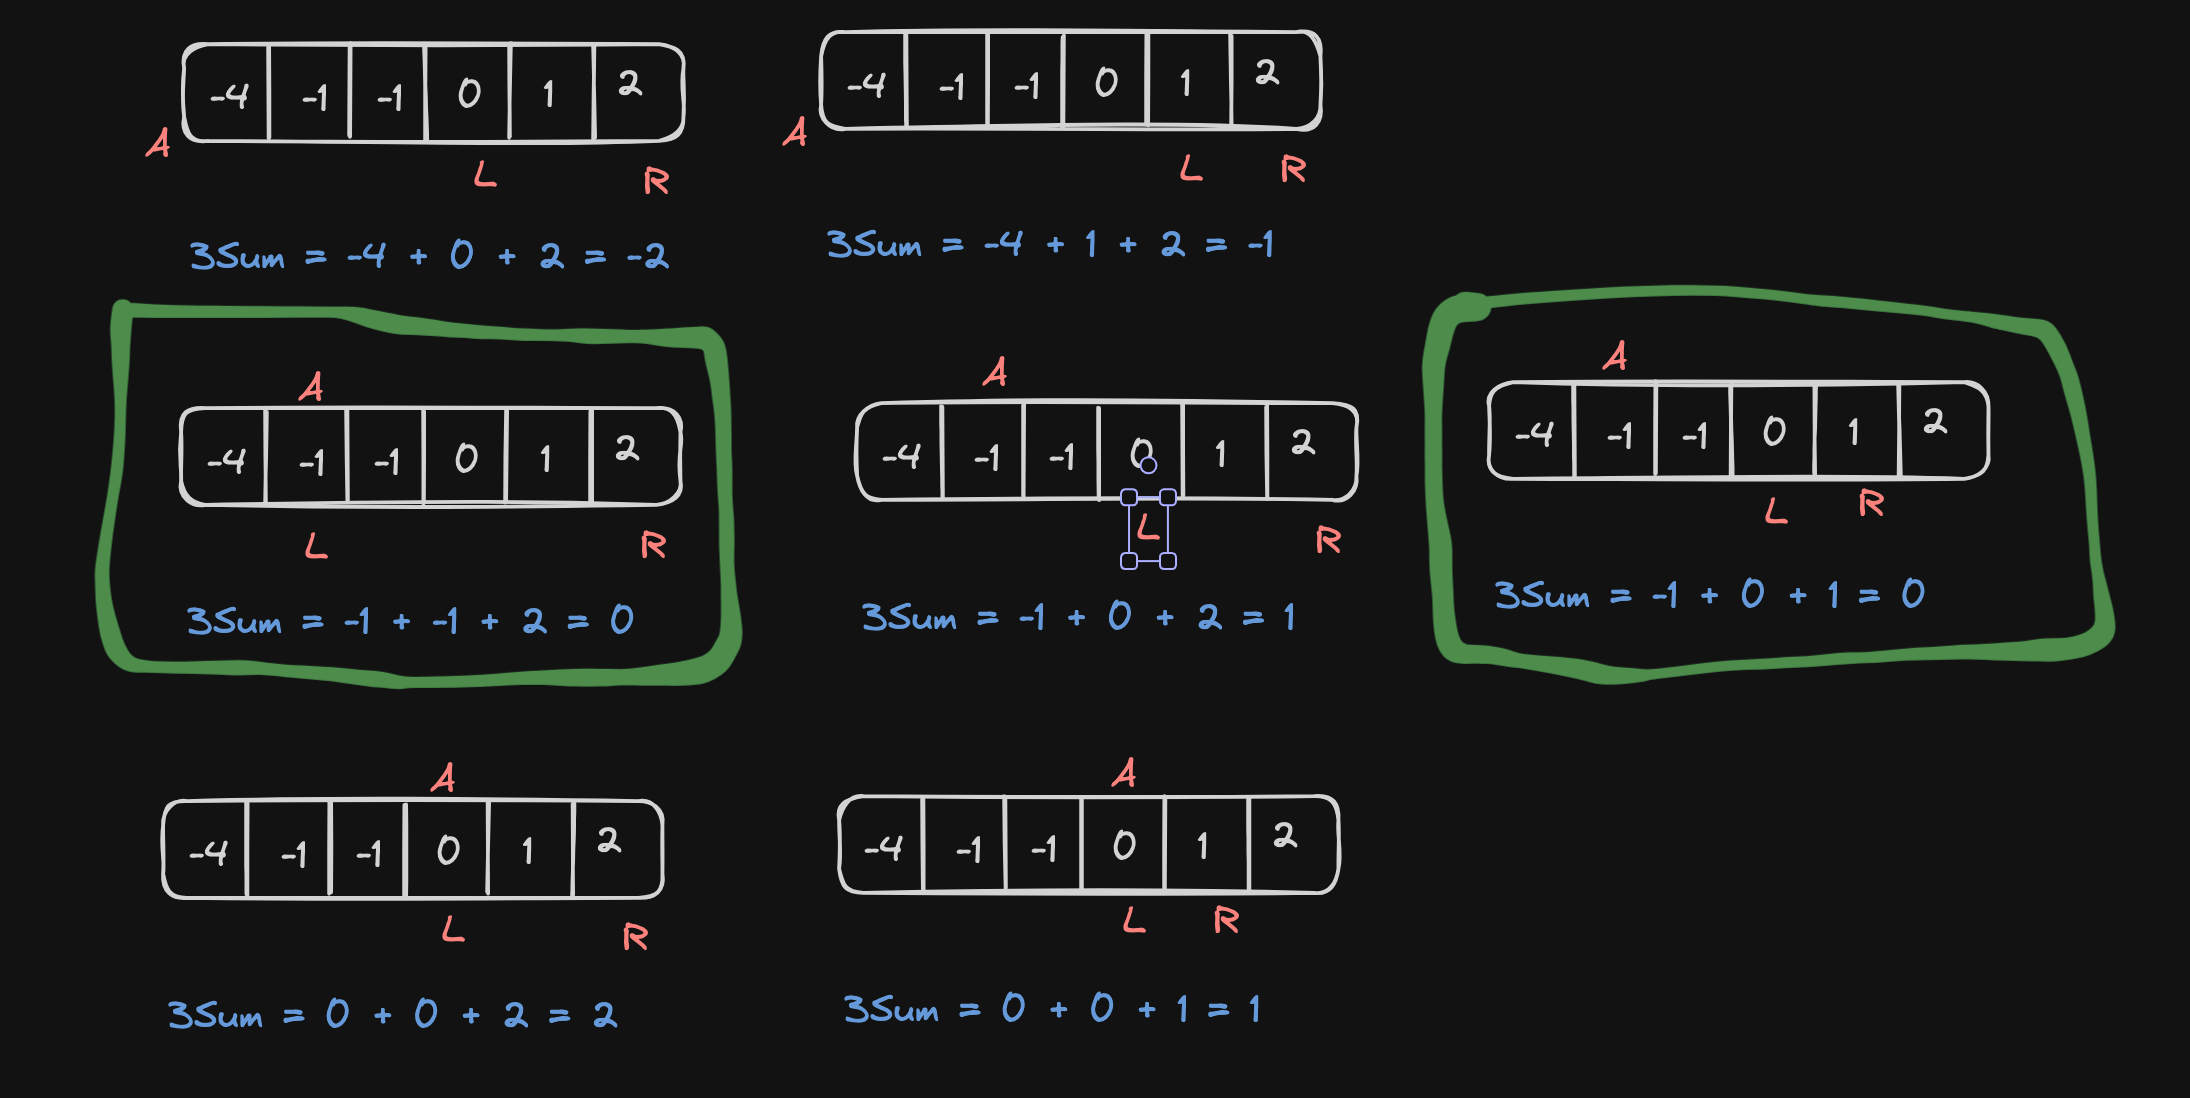 -4 -1 -1 0 1 2
A
L R
3Sum = -4 + 0 + 2 = -2
-4 -1 -1 0 1 2
A
L R
3Sum = -4 + 1 + 2 = -1
A
-4 -1 -1 0 1 2
L R
3Sum = -1 + -1 + 2 = 0
A
-4 -1 -1 0 1 2
L R
3Sum = -1 + 0 + 2 = 1
A
-4 -1 -1 0 1 2
L R
3Sum = -1 + 0 + 1 = 0
A
-4 -1 -1 0 1 2
L R
3Sum = 0 + 0 + 2 = 2
A
-4 -1 -1 0 1 2
L R
3Sum = 0 + 0 + 1 = 1